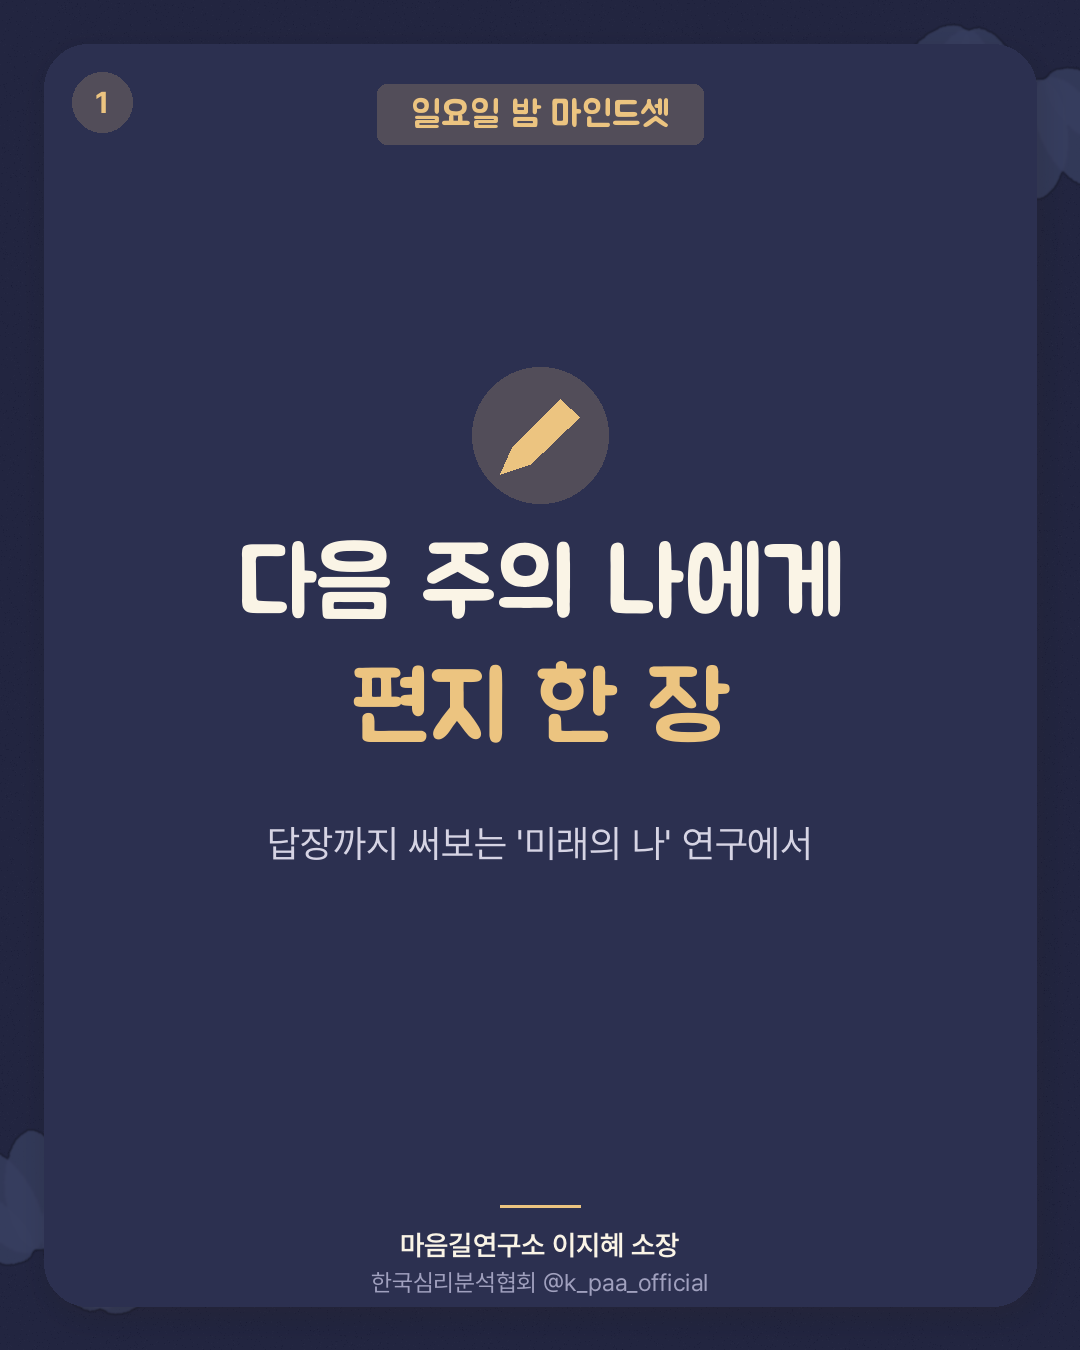 1
일요일 밤 마인드셋
다음 주의 나에게
편지 한 장
답장까지 써보는 '미래의 나' 연구에서
마음길연구소 이지혜 소장
한국심리분석협회 @k_paa_official